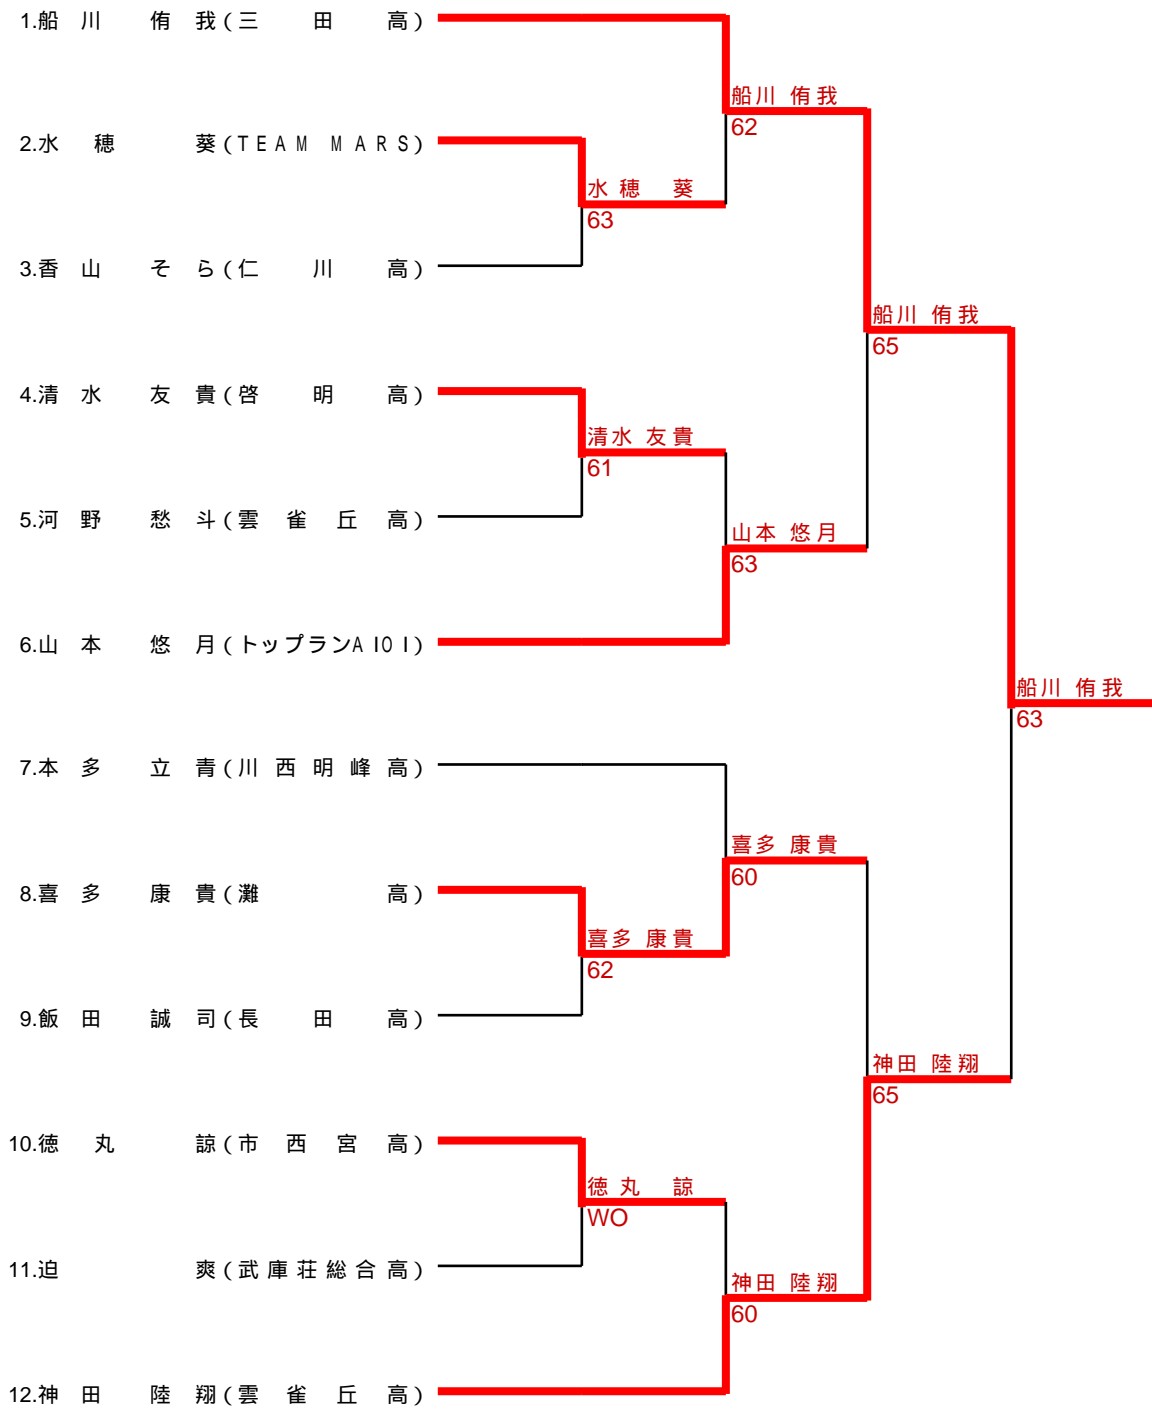 1.船川 侑我(三田高)
船川 侑我
62
2.水穂 葵(TEAM MARS)
水穂 葵
63
3.香山 そら(仁川高)
船川 侑我
65
4.清水 友貴(啓明高)
清水 友貴
61
5.河野 愁斗(雲雀丘高)
山本 悠月
63
6.山本 悠月(トップランAIOI)
船川 侑我
63
7.本多 立青(川西明峰高)
喜多 康貴
60
8.喜多 康貴(灘高)
喜多 康貴
62
9.飯田 誠司(長田高)
神田 陸翔
65
10.徳丸 諒(市西宮高)
徳丸 諒
WO
11.迫 爽(武庫荘総合高)
神田 陸翔
60
12.神田 陸翔(雲雀丘高)